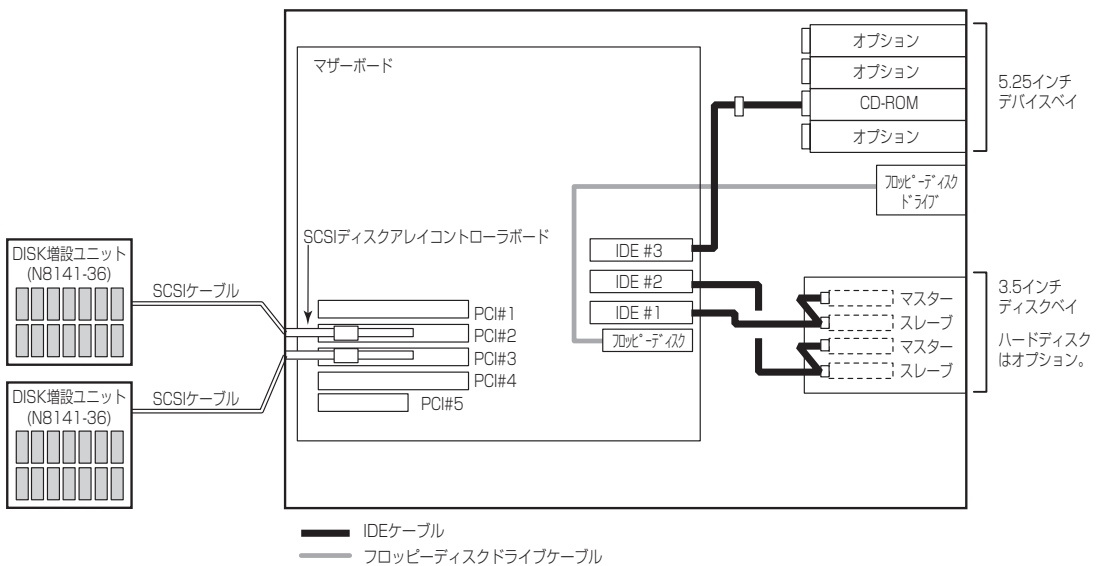 マザーボード
オプション
オプション
CD-ROM
オプション
5.25インチ
デバイスベイ
フロッピーディスク
ドライブ
SCSIディスクアレイコントローラボード
DISK増設ユニット
(N8141-36)
SCSIケーブル
IDE #3
IDE #2
IDE #1
フロッピーディスク
PCI#1
PCI#2
PCI#3
PCI#4
PCI#5
マスター
スレーブ
マスター
スレーブ
3.5インチ
ディスクベイ
ハードディスク
はオプション。
DISK増設ユニット
(N8141-36)
SCSIケーブル
IDEケーブル
フロッピーディスクドライブケーブル